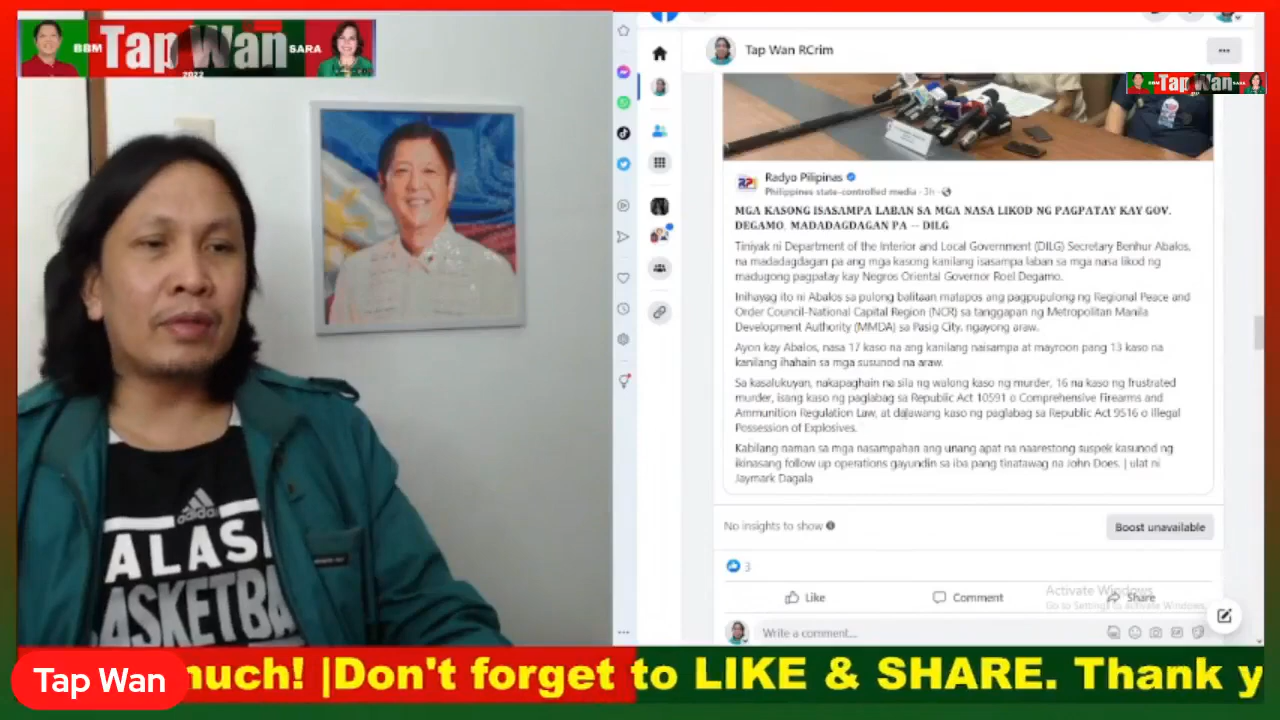 BBM Tap Wan SARA
2022
ALAS
BASKETBA
Tap Wan RCrim
Tap Wan
Radyo Pilipinas
Philippines state-controlled media · 3h ·
MGA KASONG ISASAMPA LABAN SA MGA NASA LIKOD NG PAGPATAY KAY GOV.
DEGAMO, MADADAGDAGAN PA — DILG
Tiniyak ni Department of the Interior and Local Government (DILG) Secretary Benhur Abalos,
na madadagdagan pa ang mga kasong kanilang isasampa laban sa mga nasa likod ng
madugong pagpatay kay Negros Oriental Governor Roel Degamo.
Inihayag ito ni Abalos sa pulong balitaan matapos ang pagpupulong ng Regional Peace and
Order Council-National Capital Region (NCR) sa tanggapan ng Metropolitan Manila
Development Authority (MMDA) sa Pasig City, ngayong araw.
Ayon kay Abalos, nasa 17 kaso na ang kanilang naisampa at mayroon pang 13 kaso na
kanilang ihahain sa mga susunod na araw.
Sa kasalukuyan, nakapaghain na sila ng walong kaso ng murder, 16 na kaso ng frustrated
murder, isang kaso ng paglabag sa Republic Act 10591 o Comprehensive Firearms and
Ammunition Regulation Law, at dalawang kaso ng paglabag sa Republic Act 9516 o Illegal
Possession of Explosives.
Kabilang naman sa mga nasampahan ang unang apat na naarestong suspek kasunod ng
ikinasang follow up operations gayundin sa iba pang tinatawag na John Does. | ulat ni
Jaymark Dagala
No insights to show
Boost unavailable
3
Like Comment Share
Activate Windows
Go to Settings to activate Windows.
Write a comment...
Tap Wan
much! |Don't forget to LIKE & SHARE. Thank y